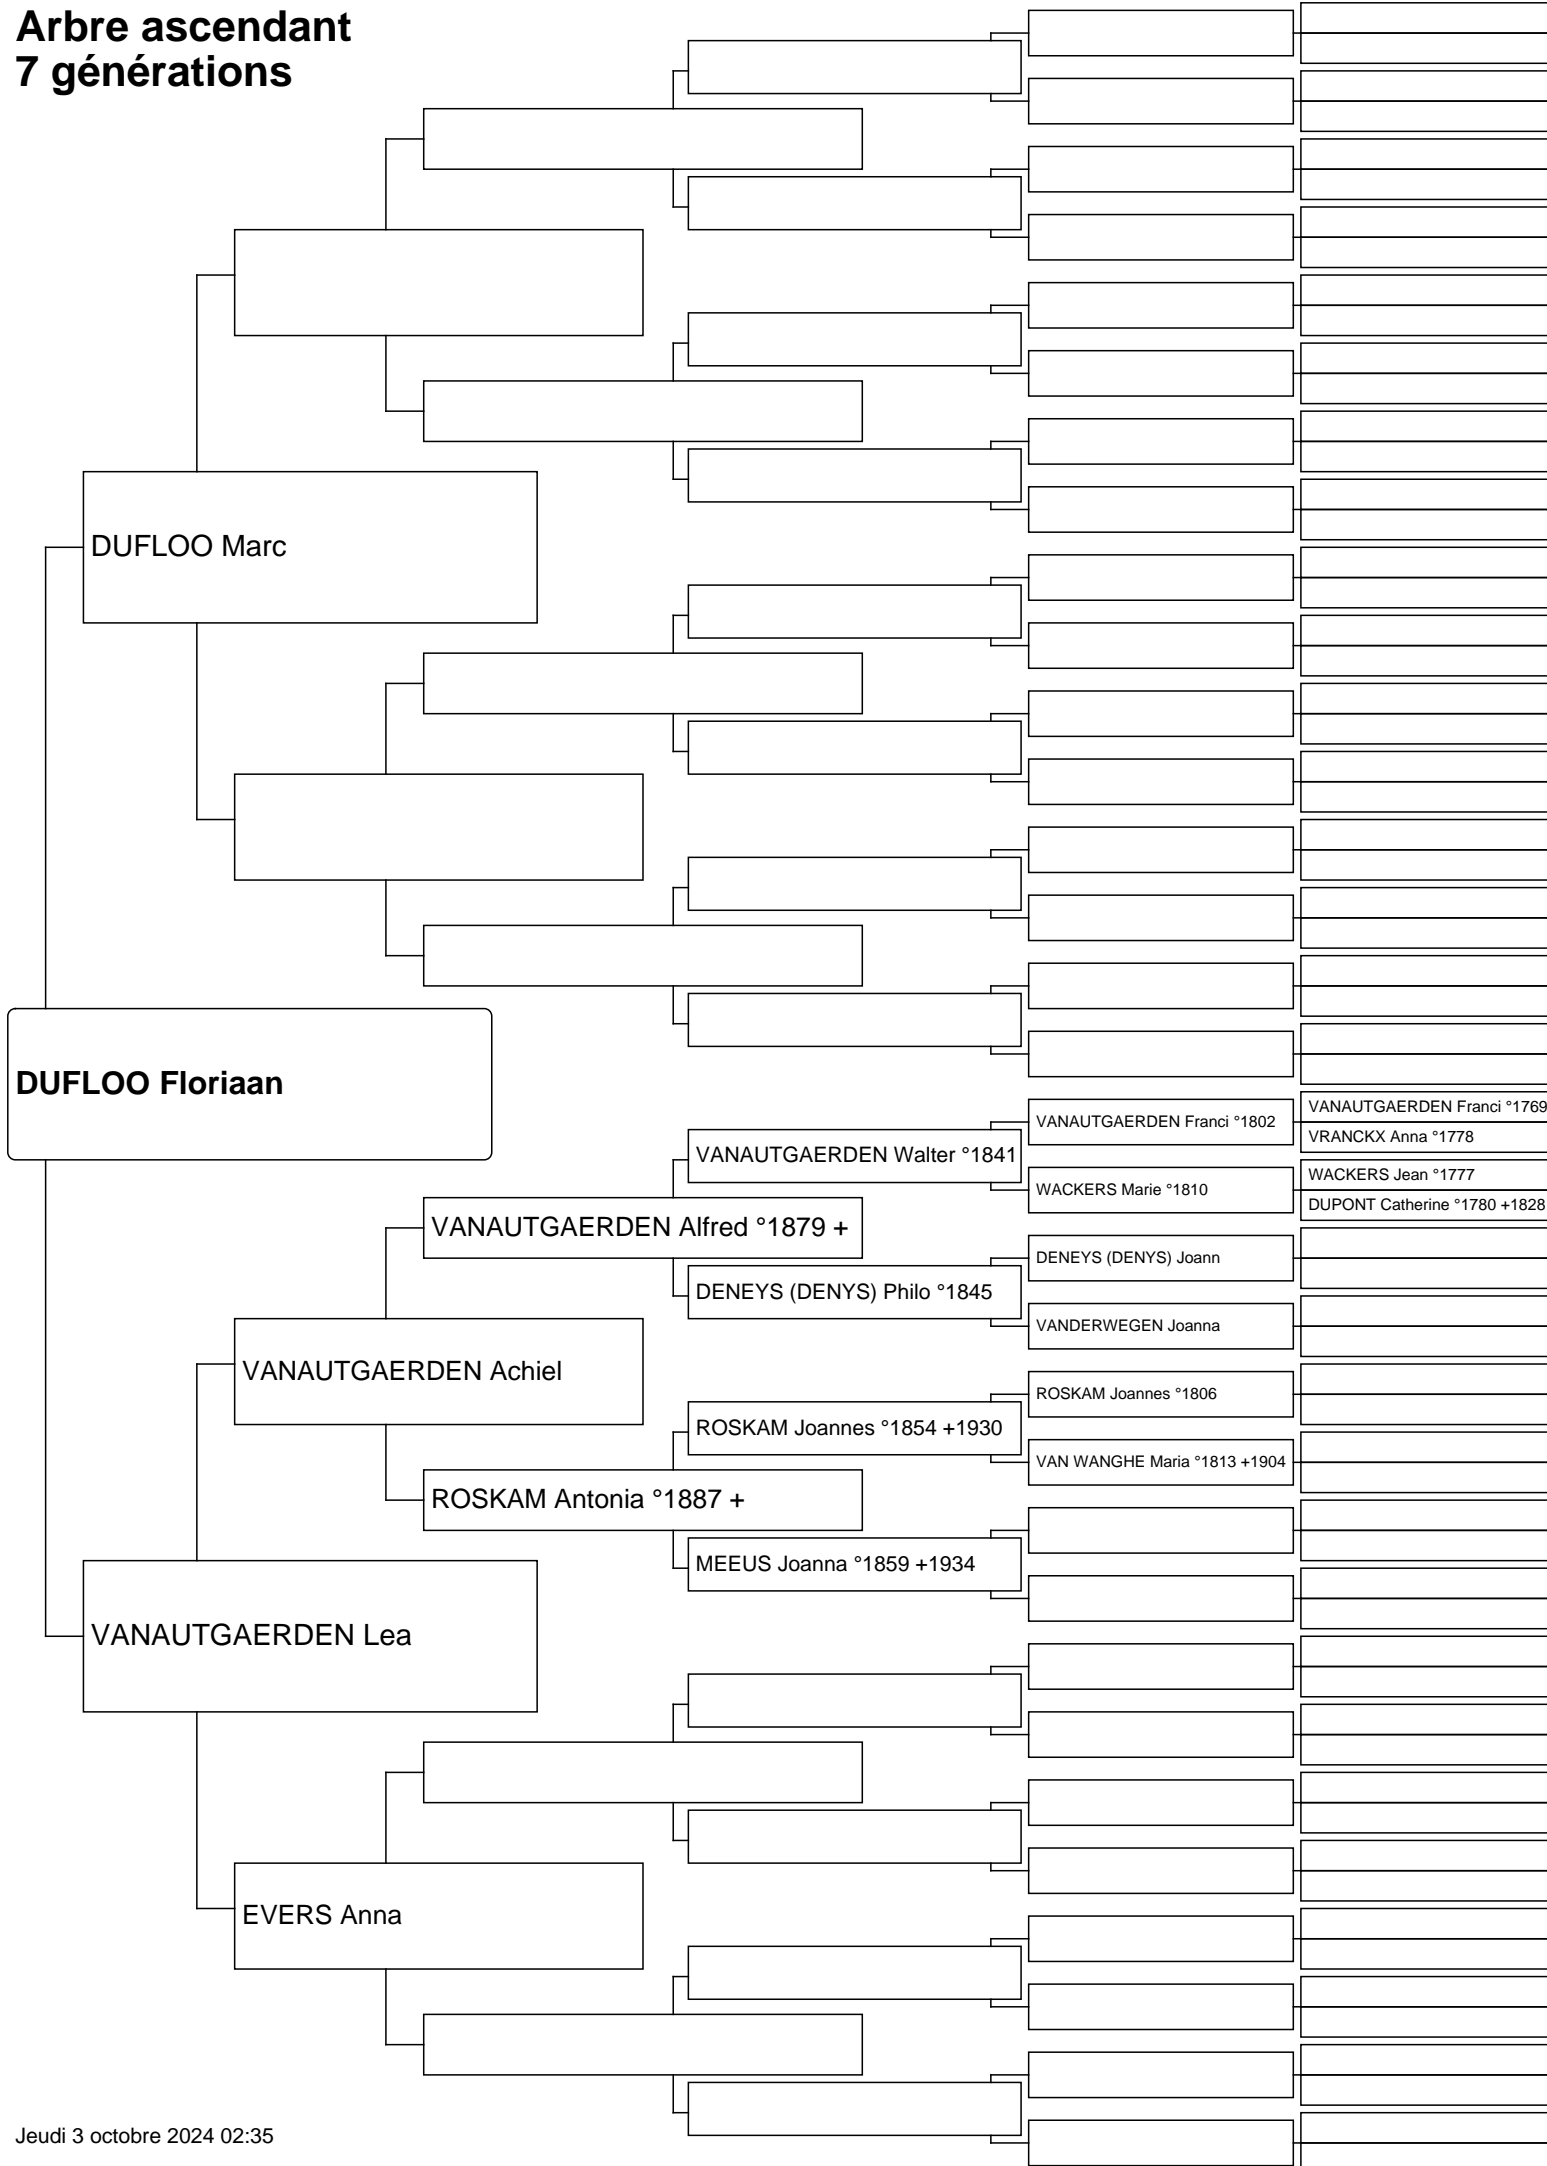 Arbre ascendant
7 générations
DUFLOO Marc
DUFLOO Floriaan
VANAUTGAERDEN Franci °1802
VANAUTGAERDEN Franci °1769
VRANCKX Anna °1778
VANAUTGAERDEN Walter °1841
WACKERS Marie °1810
WACKERS Jean °1777
DUPONT Catherine °1780 +1828
VANAUTGAERDEN Alfred °1879 +
DENEYS (DENYS) Joann
DENEYS (DENYS) Philo °1845
VANDERWEGEN Joanna
VANAUTGAERDEN Achiel
ROSKAM Joannes °1806
ROSKAM Joannes °1854 +1930
VAN WANGHE Maria °1813 +1904
ROSKAM Antonia °1887 +
MEEUS Joanna °1859 +1934
VANAUTGAERDEN Lea
EVERS Anna
Jeudi 3 octobre 2024 02:35